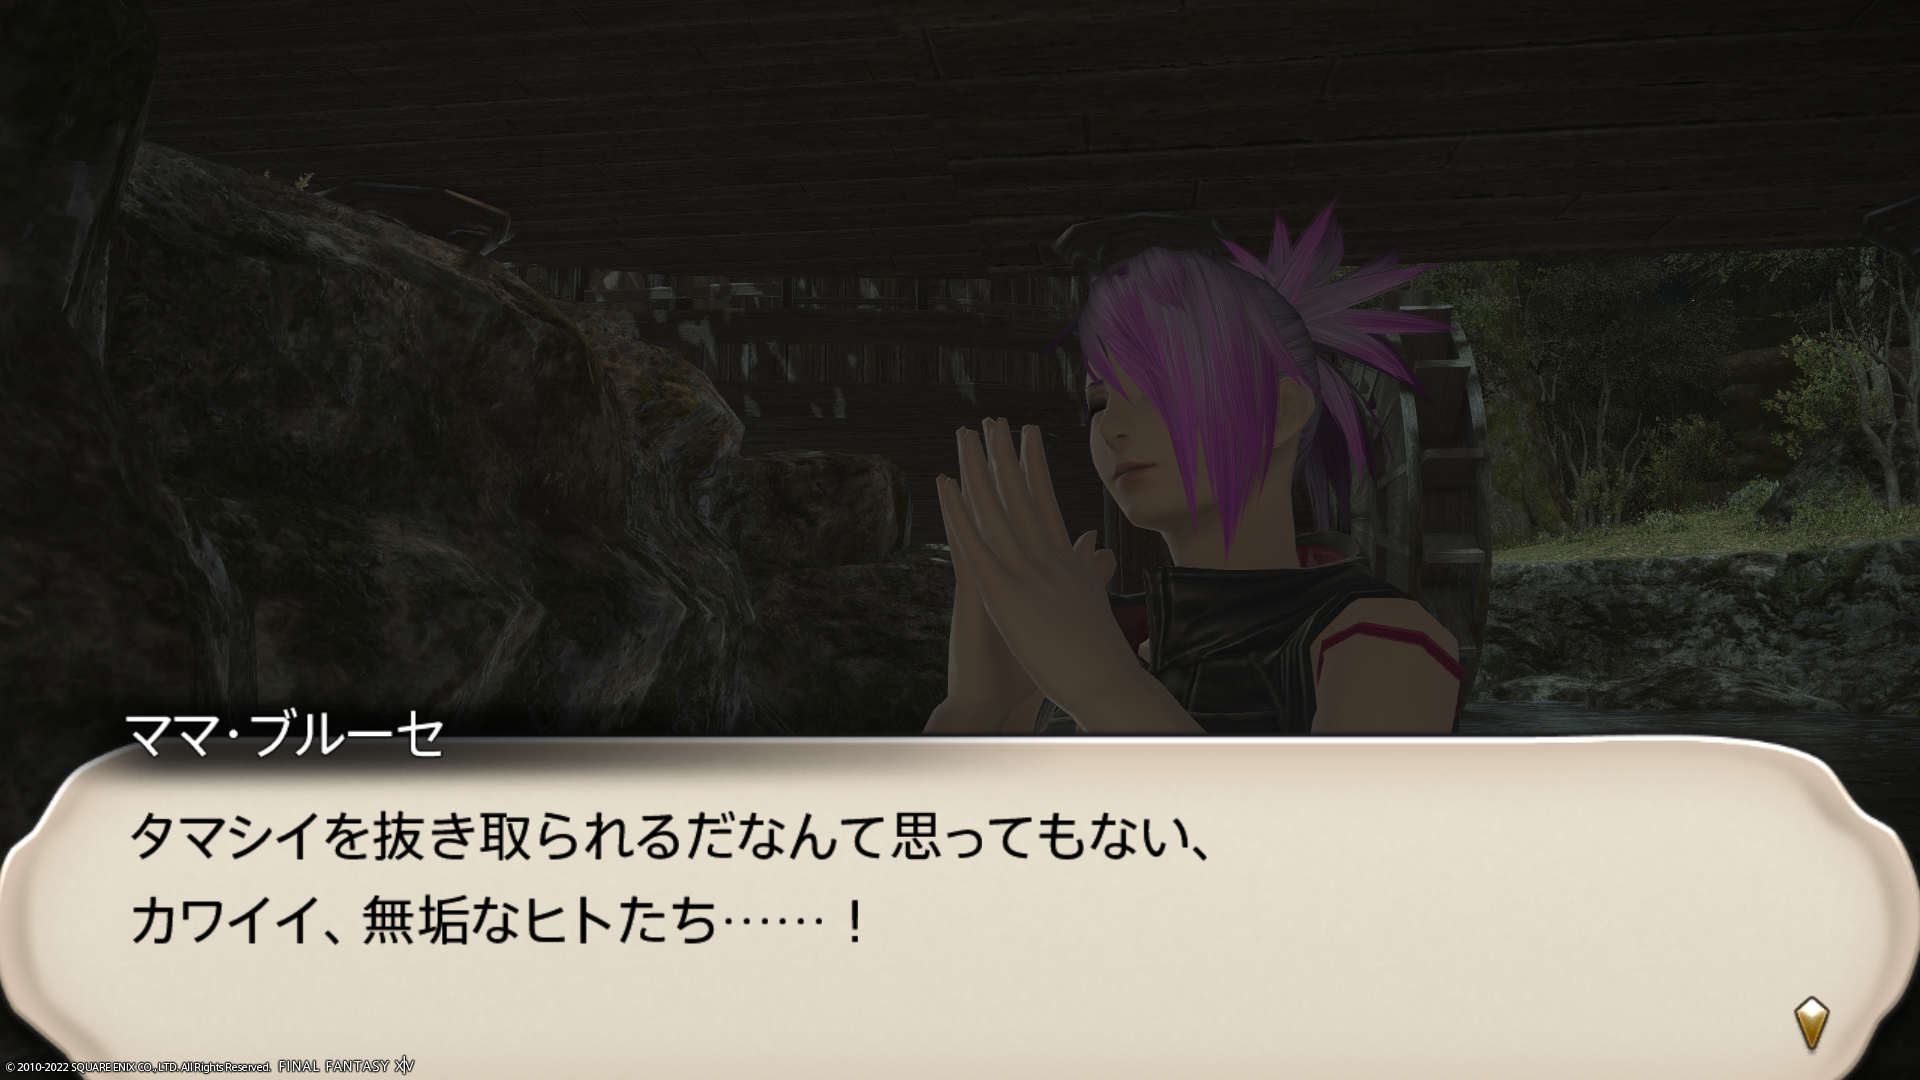 ママ・ブルーセ
タマシイを抜き取られるだなんて思ってもない、
カワイイ、無垢なヒトたち……！
© 2010-2022 SQUARE ENIX CO., LTD. All Rights Reserved. FINAL FANTASY XIV